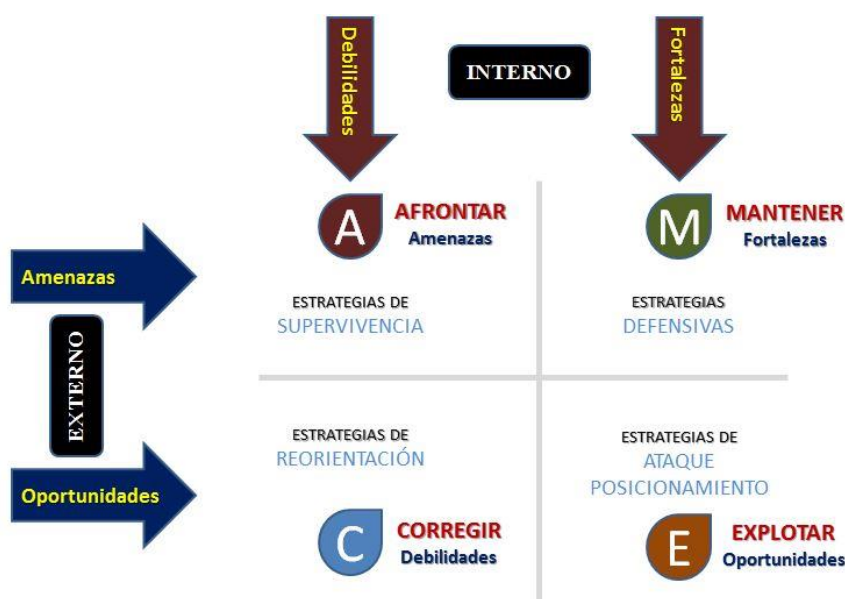 Debilidades
INTERNO
Fortalezas
A
AFRONTAR
Amenazas
M
MANTENER
Fortalezas
Amenazas
ESTRATEGIAS DE
SUPERVIVENCIA
ESTRATEGIAS
DEFENSIVAS
EXTERNO
ESTRATEGIAS DE
REORIENTACIÓN
ESTRATEGIAS DE
ATAQUE
POSICIONAMIENTO
Oportunidades
C
CORREGIR
Debilidades
E
EXPLOTAR
Oportunidades